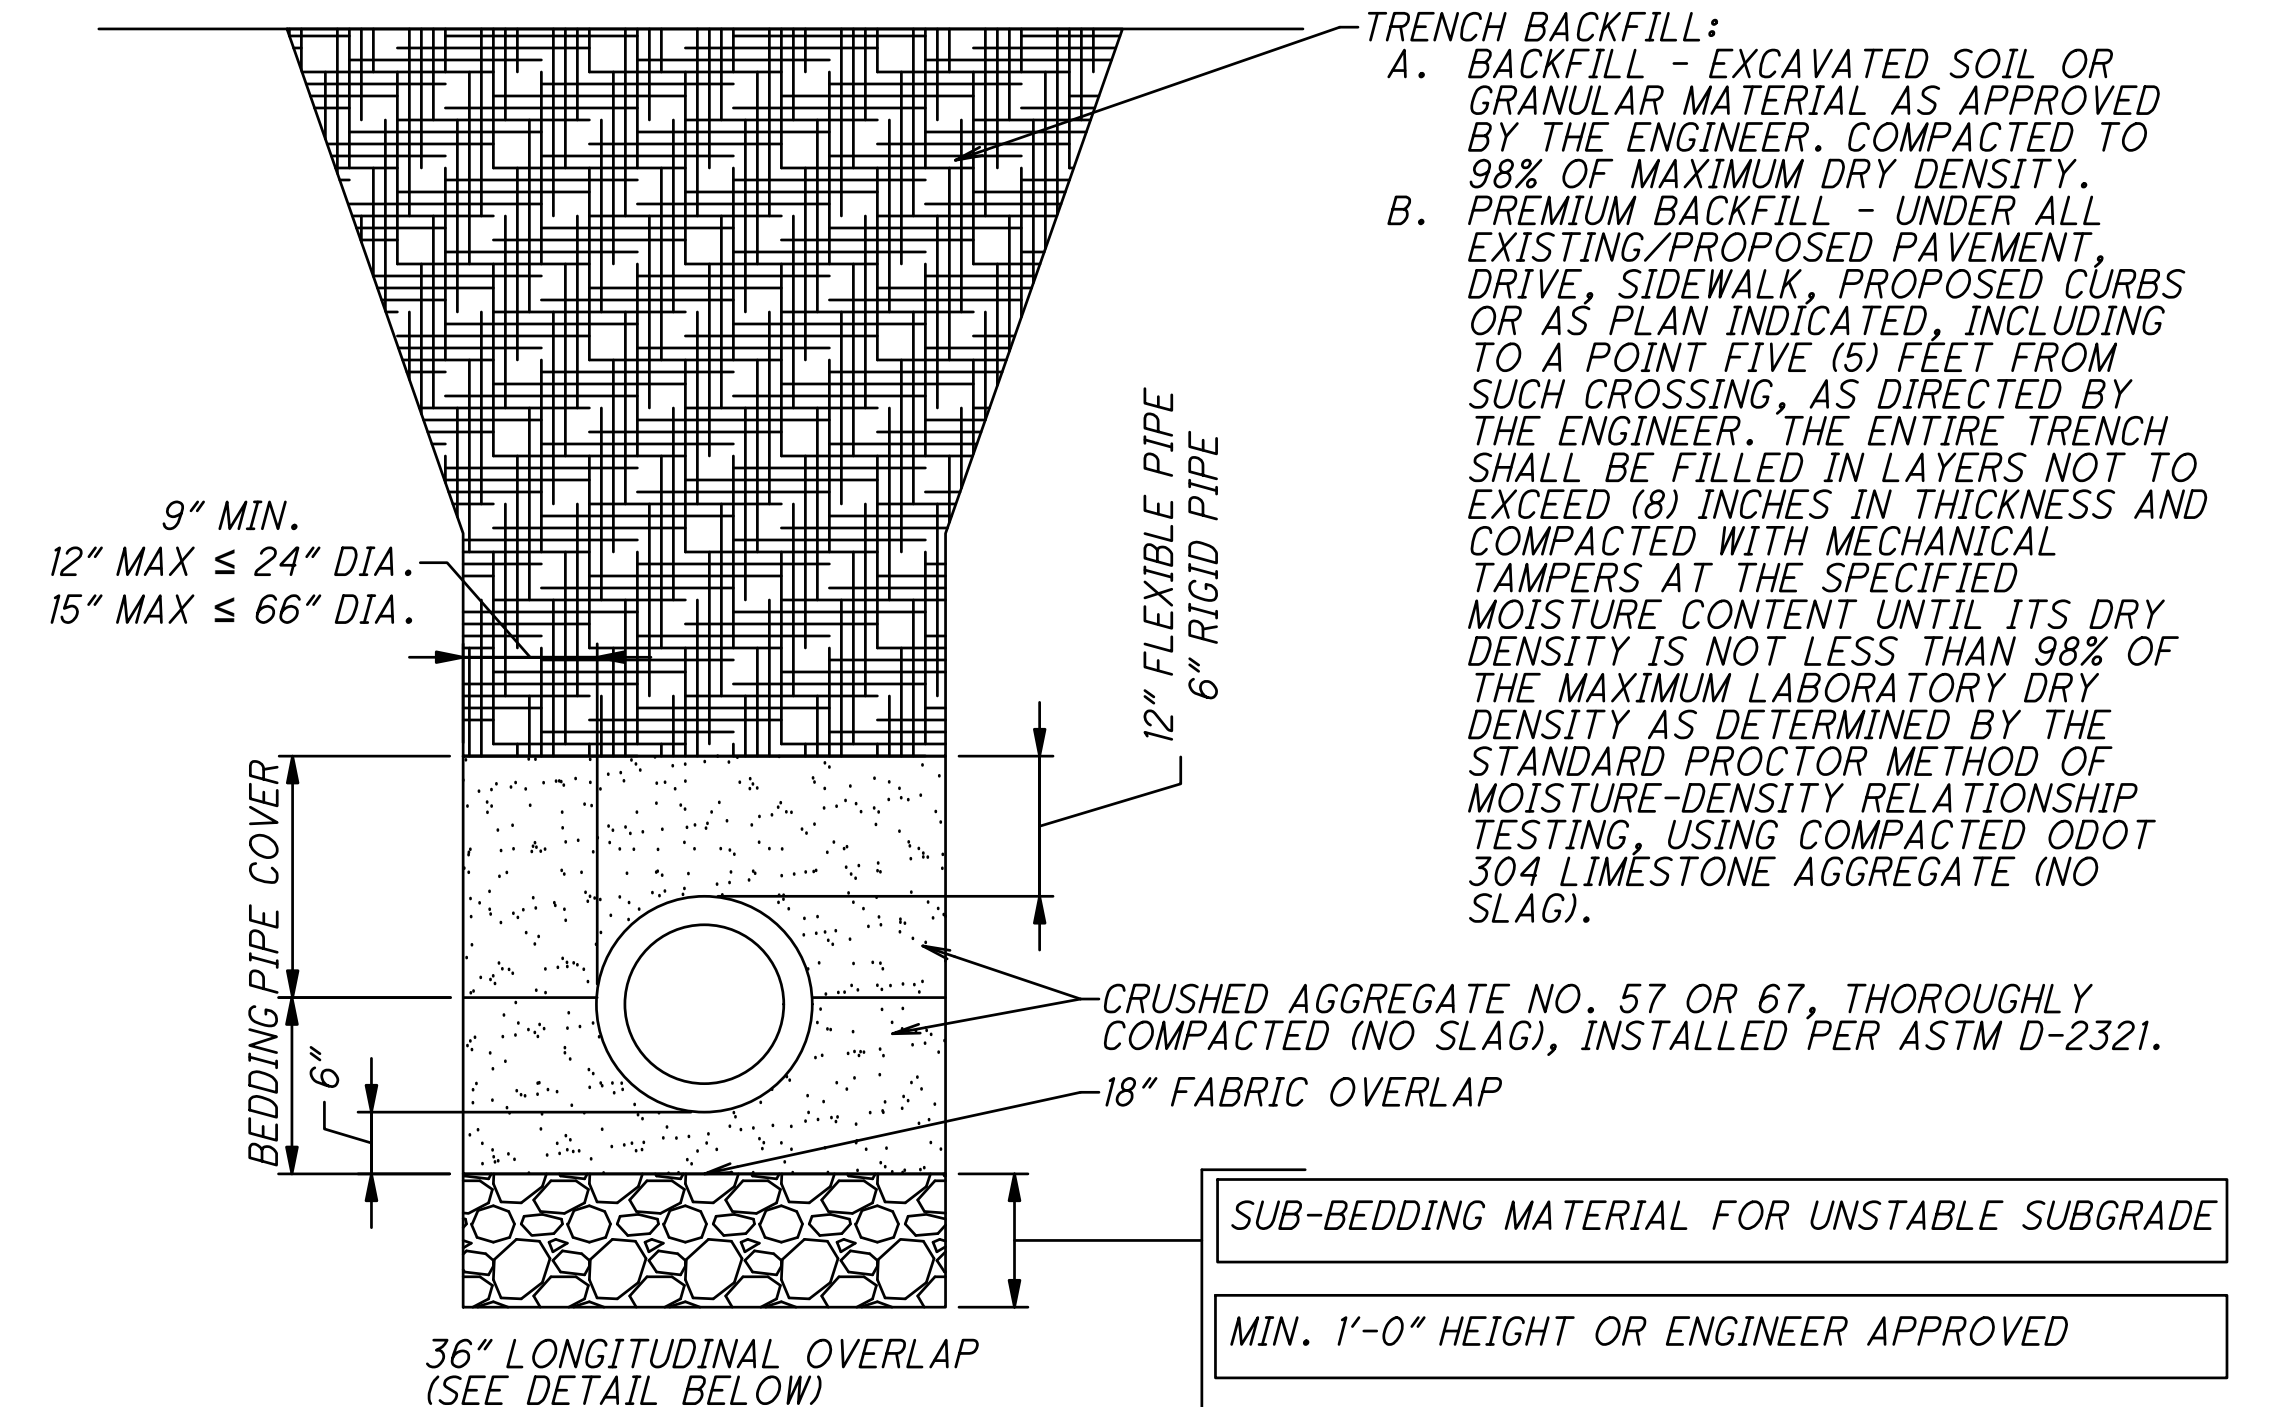 TRENCH BACKFILL:
A. BACKFILL - EXCAVATED SOIL OR
GRANULAR MATERIAL AS APPROVED
BY THE ENGINEER. COMPACTED TO
98% OF MAXIMUM DRY DENSITY.
B. PREMIUM BACKFILL - UNDER ALL
EXISTING/PROPOSED PAVEMENT,
DRIVE, SIDEWALK, PROPOSED CURBS
OR AS PLAN INDICATED, INCLUDING
TO A POINT FIVE (5) FEET FROM
SUCH CROSSING, AS DIRECTED BY
THE ENGINEER. THE ENTIRE TRENCH
SHALL BE FILLED IN LAYERS NOT TO
EXCEED (8) INCHES IN THICKNESS AND
COMPACTED WITH MECHANICAL
TAMPERS AT THE SPECIFIED
MOISTURE CONTENT UNTIL ITS DRY
DENSITY IS NOT LESS THAN 98% OF
THE MAXIMUM LABORATORY DRY
DENSITY AS DETERMINED BY THE
STANDARD PROCTOR METHOD OF
MOISTURE-DENSITY RELATIONSHIP
TESTING, USING COMPACTED ODOT
304 LIMESTONE AGGREGATE (NO
SLAG).
9" MIN.
12" MAX ≤ 24" DIA.
15" MAX ≤ 66" DIA.
12" FLEXIBLE PIPE
6" RIGID PIPE
PIPE COVER
BEDDING
6"
CRUSHED AGGREGATE NO. 57 OR 67, THOROUGHLY
COMPACTED (NO SLAG), INSTALLED PER ASTM D-2321.
18" FABRIC OVERLAP
SUB-BEDDING MATERIAL FOR UNSTABLE SUBGRADE
MIN. 1'-0" HEIGHT OR ENGINEER APPROVED
36" LONGITUDINAL OVERLAP
(SEE DETAIL BELOW)